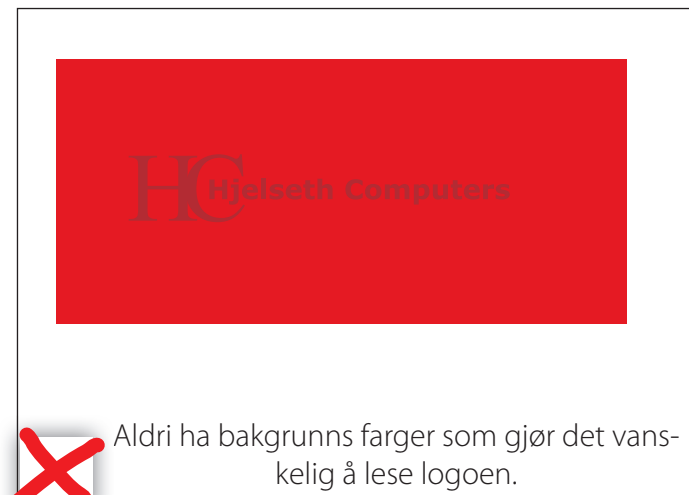 HC Hjelseth Computers
Aldri ha bakgrunns farger som gjør det vans-
kelig å lese logoen.